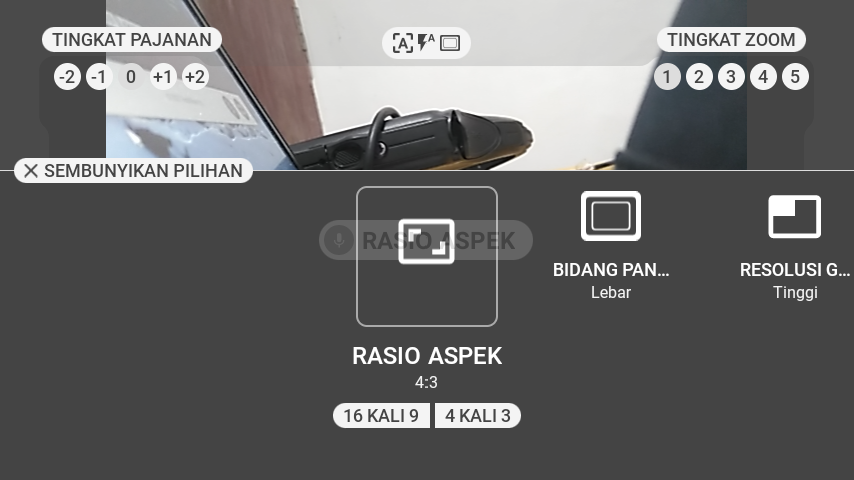 TINGKAT PAJANAN
TINGKAT ZOOM
A
A
-2 -1 0 +1 +2
1 2 3 4 5
SEMBUNYIKAN PILIHAN
RASIO ASPEK
BIDANG PAN...
Lebar
RESOLUSI G...
Tinggi
RASIO ASPEK
4:3
16 KALI 9
4 KALI 3